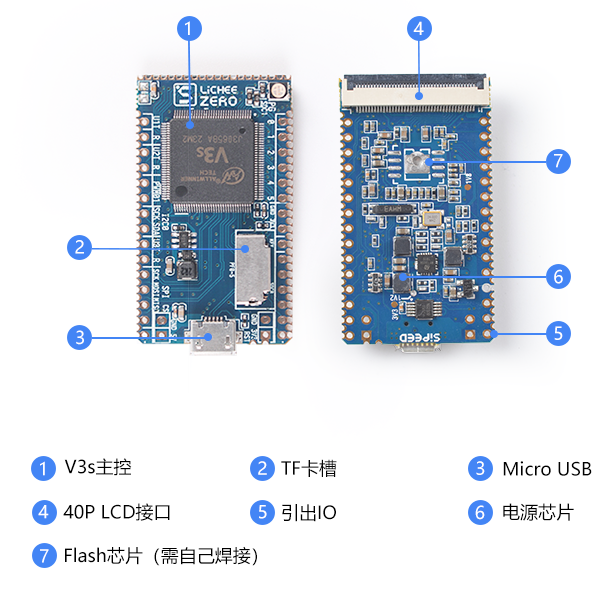 1
4
LiCHEE
ZERO
V3s
ALLWINNER
TECH
7
2
EAHM
6
3
5
SiPEED
1 V3s主控
2 TF卡槽
3 Micro USB
4 40P LCD接口
5 引出IO
6 电源芯片
7 Flash芯片（需自己焊接）